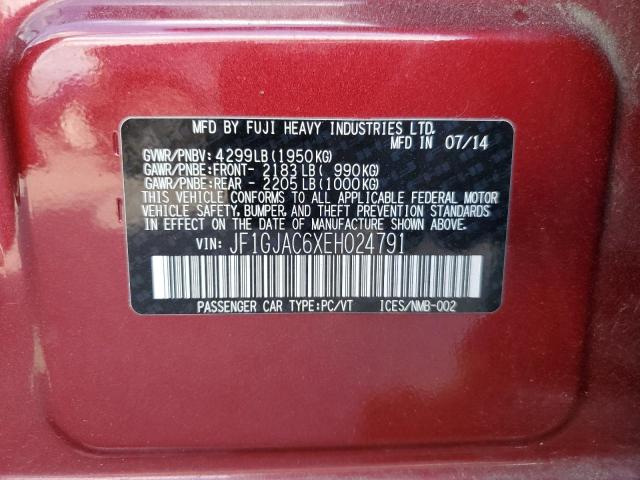 MFD BY FUJI HEAVY INDUSTRIES LTD.
MFD IN 07/14
GVWR/PNBV: 4299LB(1950KG)
GAWR/PNBE:FRONT- 2183LB( 990KG)
GAWR/PNBE:REAR - 2205LB(1000KG)
THIS VEHICLE CONFORMS TO ALL APPLICABLE FEDERAL MOTOR
VEHICLE SAFETY, BUMPER, AND THEFT PREVENTION STANDARDS
IN EFFECT ON THE DATE OF MANUFACTURE SHOWN ABOVE.
VIN: JF1GJAC6XEH024791
PASSENGER CAR TYPE:PC/VT ICES/NMB-002